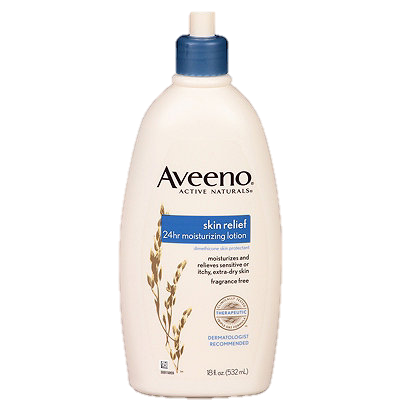 Aveeno®
ACTIVE NATURALS®
skin relief
24hr moisturizing lotion
dimethicone skin protectant
moisturizes and
relieves sensitive or
itchy, extra-dry skin
fragrance free
THERAPEUTIC
DERMATOLOGIST
RECOMMENDED
18 fl. oz. (532 mL)